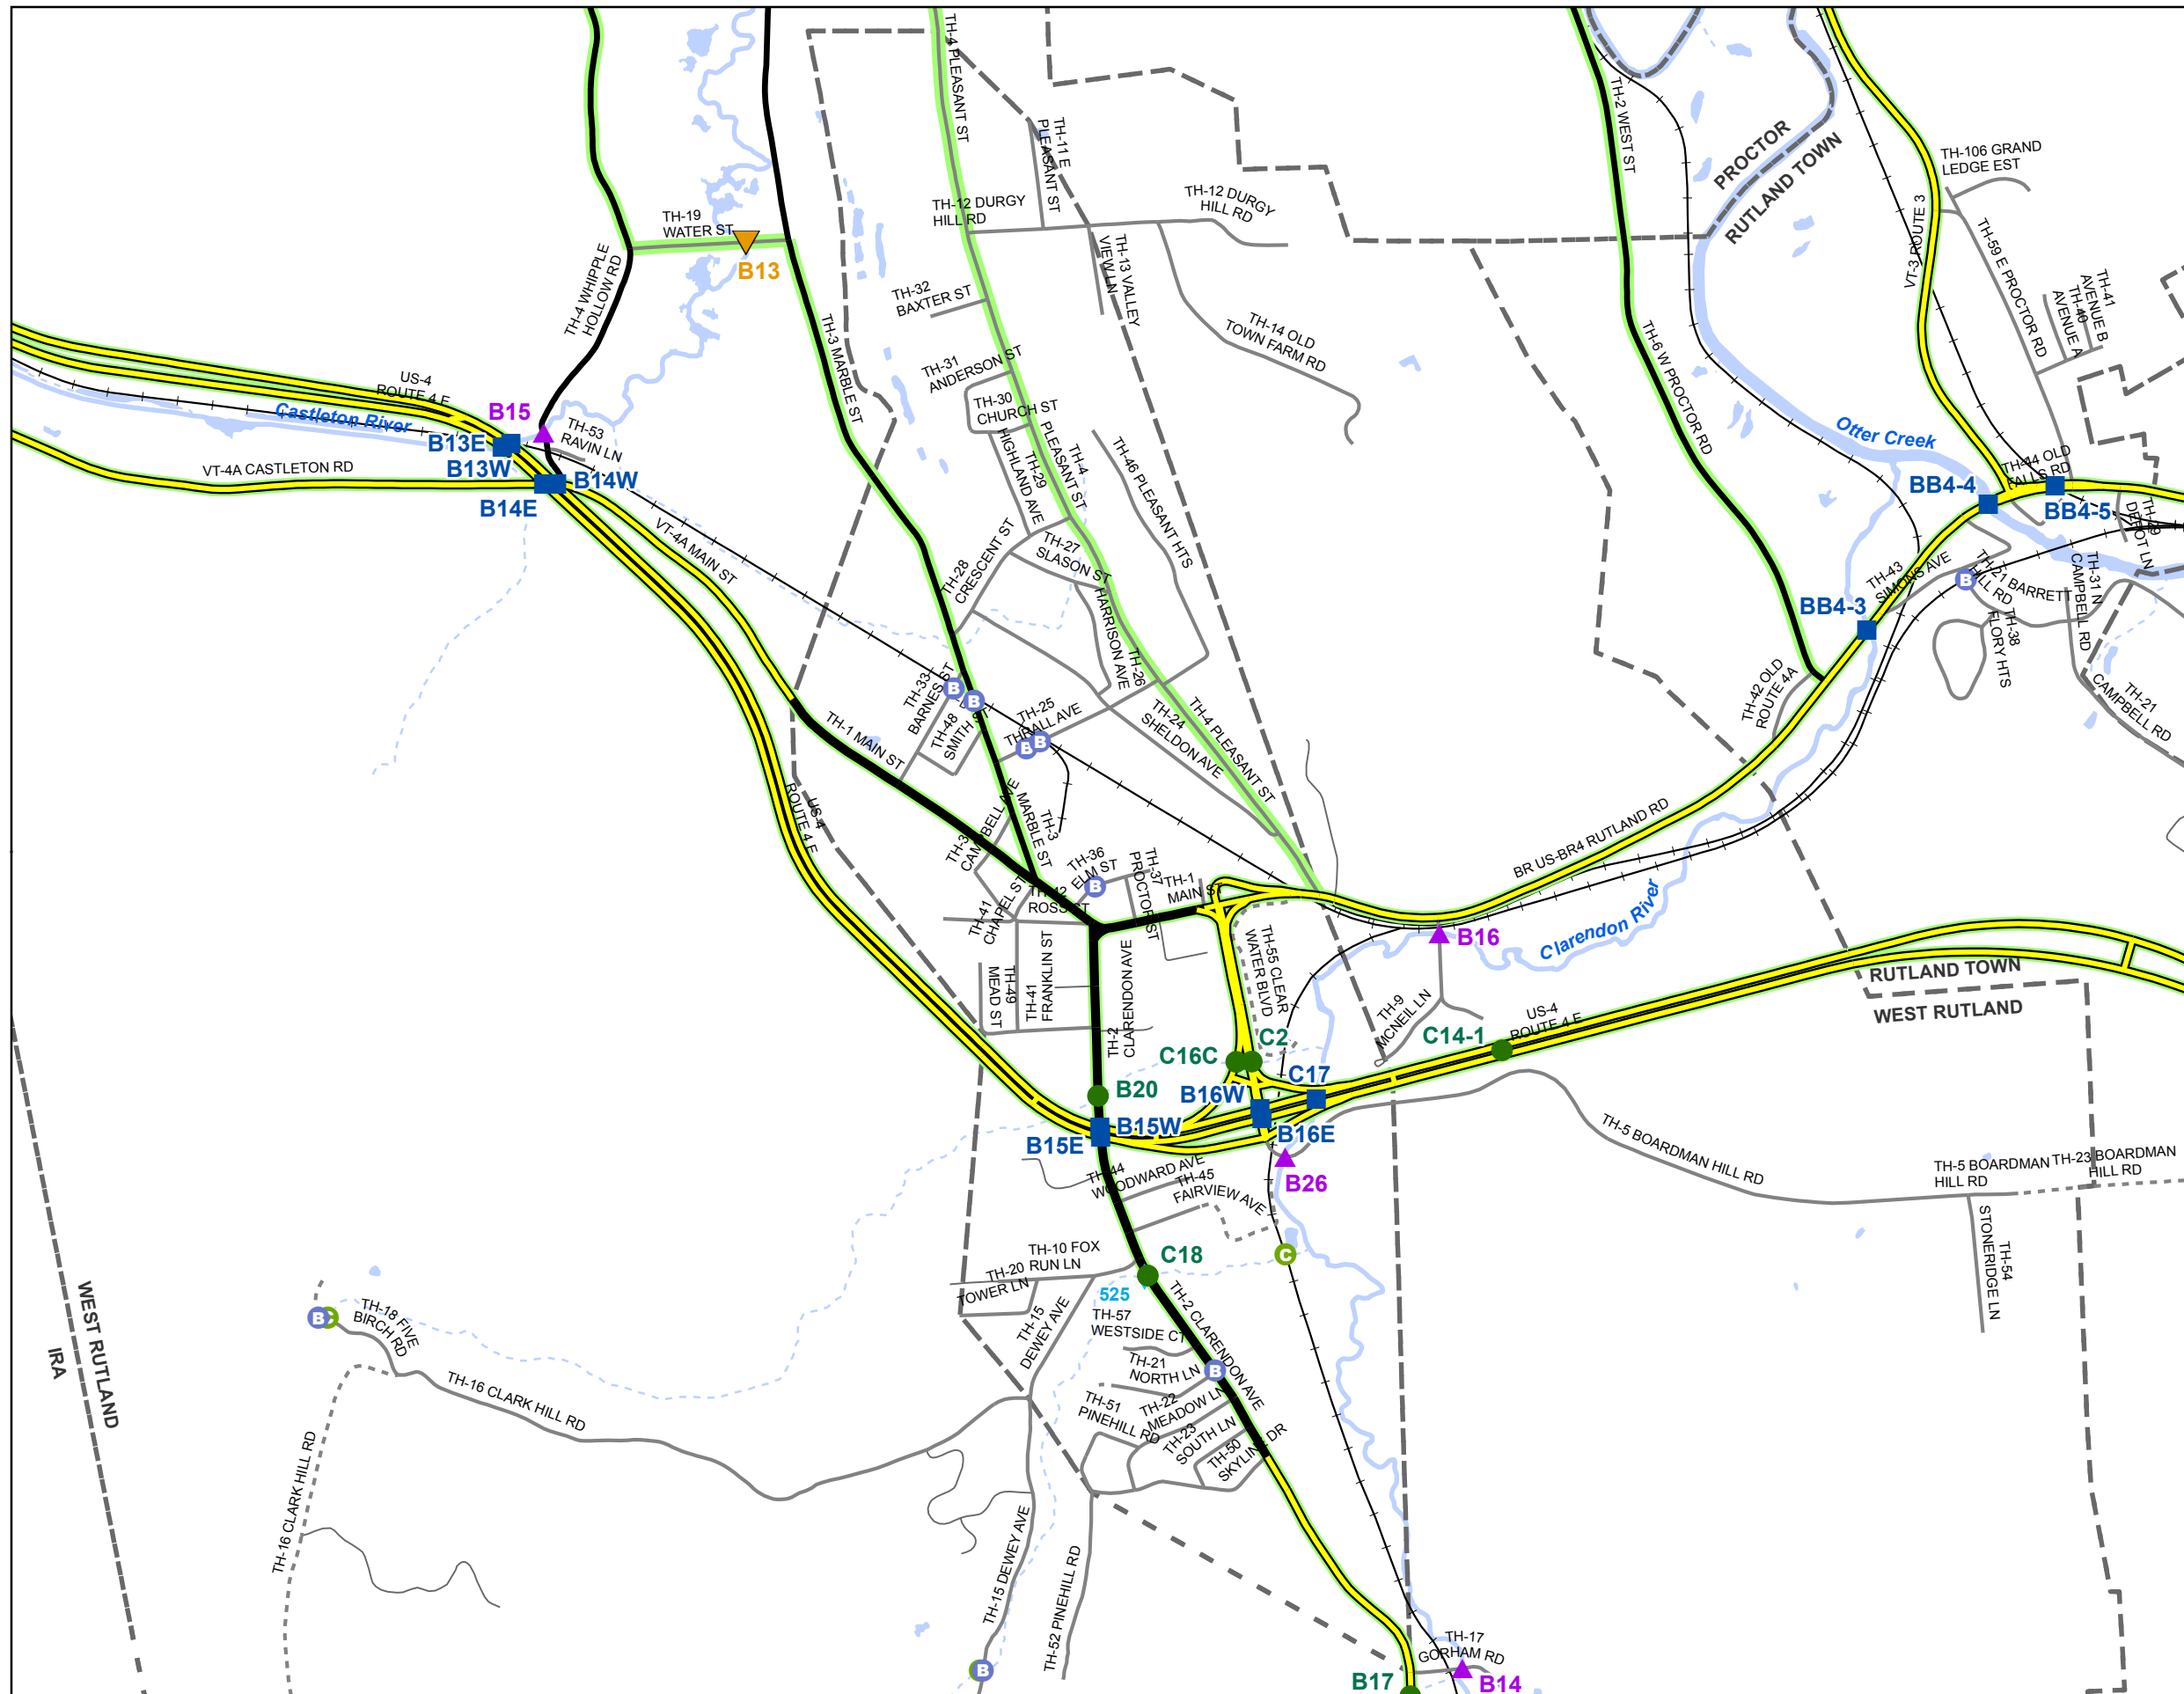 TH-4 PLEASANT ST
TH-11 E
PLEASANT ST
TH-2 WEST ST
PROCTOR
RUTLAND TOWN
TH-106 GRAND
LEDGE EST
TH-12 DURGY
HILL RD
TH-12 DURGY
HILL RD
TH-19
WATER ST
B13
TH-4 WHIPPLE
HOLLOW RD
TH-13 VALLEY
VIEW LN
VT-3 ROUTE 3
TH-59 E PROCTOR RD
TH-41
AVENUE B
TH-40
AVENUE A
TH-32
BAXTER ST
TH-3 MARBLE ST
TH-14 OLD
TOWN FARM RD
TH-6 W PROCTOR RD
TH-31
ANDERSON ST
TH-30
CHURCH ST
US-4
ROUTE 4 E
Castleton River
B15
B13E
B13W
TH-53
RAVIN LN
VT-4A CASTLETON RD
B14W
B14E
TH-29
HIGHLAND AVE
TH-4
PLEASANT ST
TH-46 PLEASANT HTS
Otter Creek
TH-44 OLD
FALLS RD
BB4-4
BB4-5
TH-49
DEPOT LN
VT-4A MAIN ST
TH-28
CRESCENT ST
TH-27
SLASON ST
TH-43
SIMONS AVE
B
TH-21 BARRETT
HILL RD
TH-31 N
CAMPBELL RD
BB4-3
TH-38
FLORY HTS
TH-26
HARRISON AVE
TH-33
BARNES ST
B
B
TH-48
SMITH
TH-25
THRALL AVE
B
B
TH-24
SHELDON AVE
TH-4 PLEASANT ST
TH-42 OLD
ROUTE 4A
TH-21
CAMPBELL RD
TH-1 MAIN ST
US-4
ROUTE 4 E
CAMPBELL AVE
TH-3
MARBLE ST
TH-36
ELM ST
B
TH-37
PROCTOR ST
TH-1
MAIN ST
BR US-BR4 RUTLAND RD
ROSS ST
TH-41
CHAPEL ST
B16
Clarendon River
TH-55 CLEAR
WATER BLVD
TH-49
MEAD ST
TH-41
FRANKLIN ST
TH-2
CLARENDON AVE
TH-9
MCNEIL LN
RUTLAND TOWN
WEST RUTLAND
US-4
ROUTE 4 E
C14-1
C2
C16C
C17
B20
B16W
B15W
B15E
B16E
B26
TH-5 BOARDMAN HILL RD
TH-5 BOARDMAN
HILL RD
TH-23 BOARDMAN
HILL RD
TH-44
WOODWARD AVE
TH-45
FAIRVIEW AVE
TH-54
STONERIDGE LN
TH-10 FOX
RUN LN
TH-20
TOWER LN
C18
C
525
TH-2 CLARENDON AVE
TH-15
DEWEY AVE
TH-57
WESTSIDE CT
WEST RUTLAND
IRA
B
C
TH-18 FIVE
BIRCH RD
TH-21
NORTH LN
B
TH-22
MEADOW LN
TH-51
PINEHILL RD
TH-23
SOUTH LN
TH-50
SKYLINE DR
TH-16 CLARK HILL RD
TH-16 CLARK HILL RD
TH-15 DEWEY AVE
TH-52 PINEHILL RD
B
TH-17
GORHAM RD
B17
B14